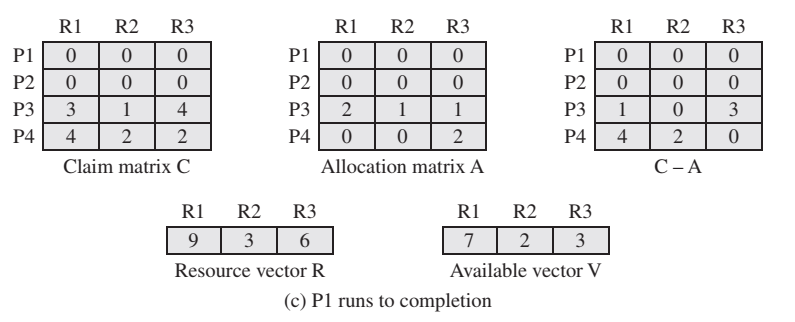 R1 R2 R3 R1 R2 R3 R1 R2 R3
P1 0 0 0 P1 0 0 0 P1 0 0 0
P2 0 0 0 P2 0 0 0 P2 0 0 0
P3 3 1 4 P3 2 1 1 P3 1 0 3
P4 4 2 2 P4 0 0 2 P4 4 2 0
Claim matrix C Allocation matrix A C – A
R1 R2 R3 R1 R2 R3
9 3 6 7 2 3
Resource vector R Available vector V
(c) P1 runs to completion